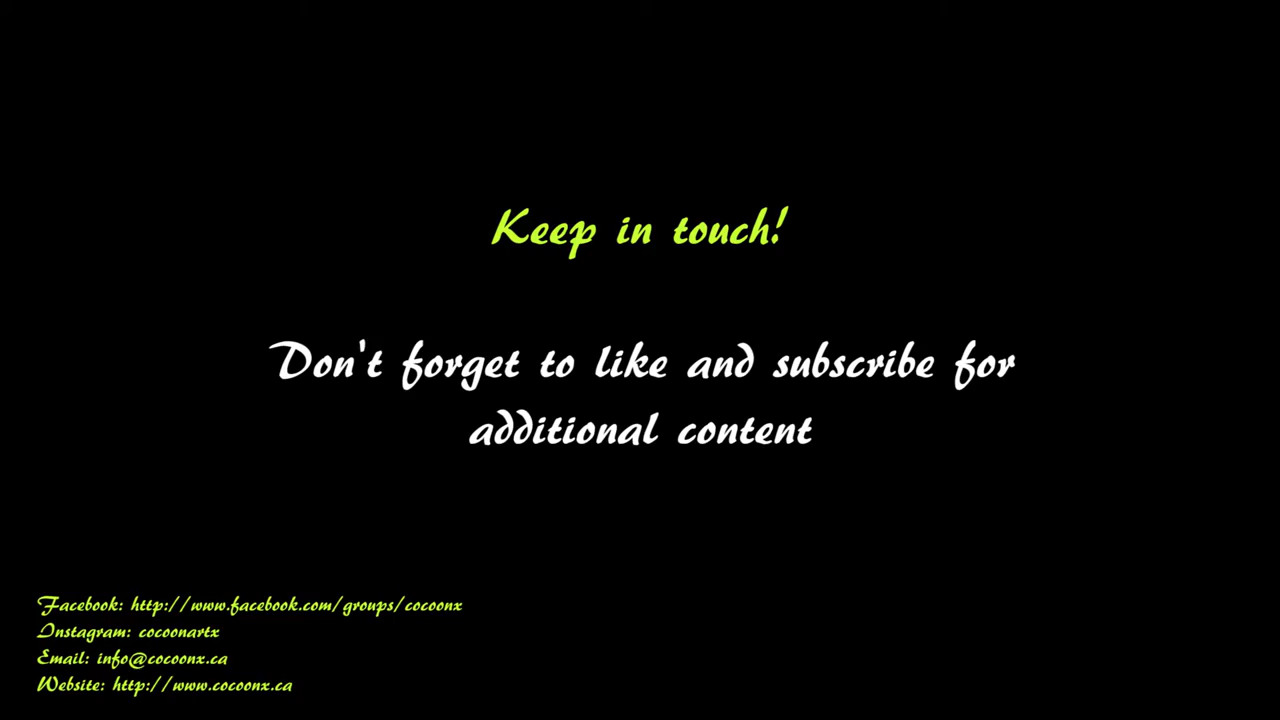 Keep in touch!
Don't forget to like and subscribe for
additional content
Facebook: http://www.facebook.com/groups/cocoonx
Instagram: cocoonartx
Email: info@cocoonx.ca
Website: http://www.cocoonx.ca